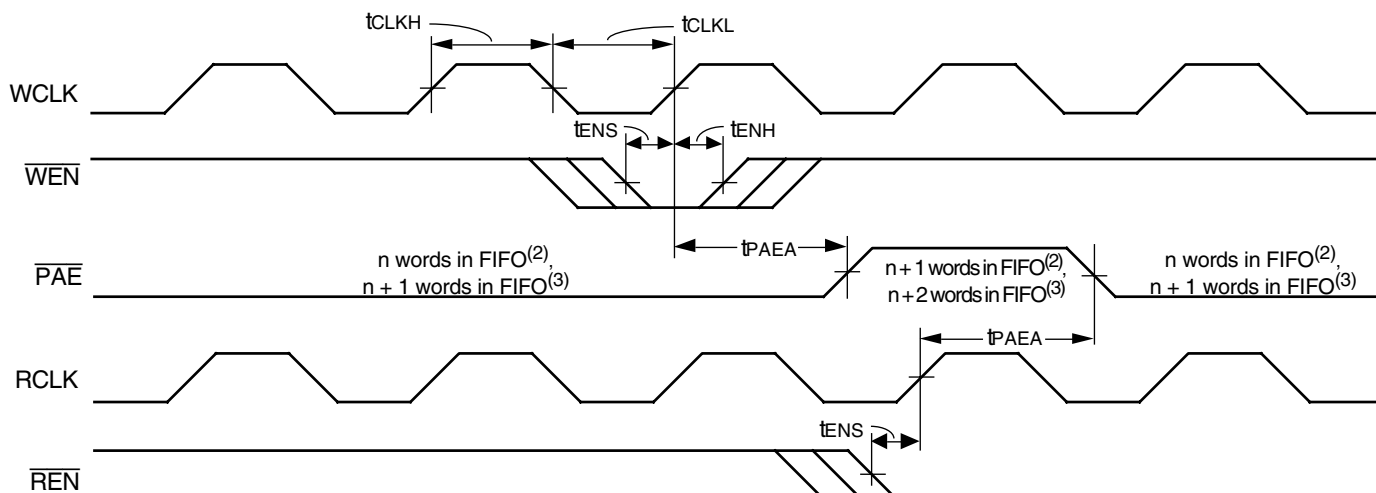 tCLKH
tCLKL
WCLK
tENS
tENH
WEN
tPAEA
PAE
n words in FIFO(2),
n + 1 words in FIFO(3)
n + 1 words in FIFO(2),
n + 2 words in FIFO(3)
n words in FIFO(2),
n + 1 words in FIFO(3)
tPAEA
RCLK
tENS
REN